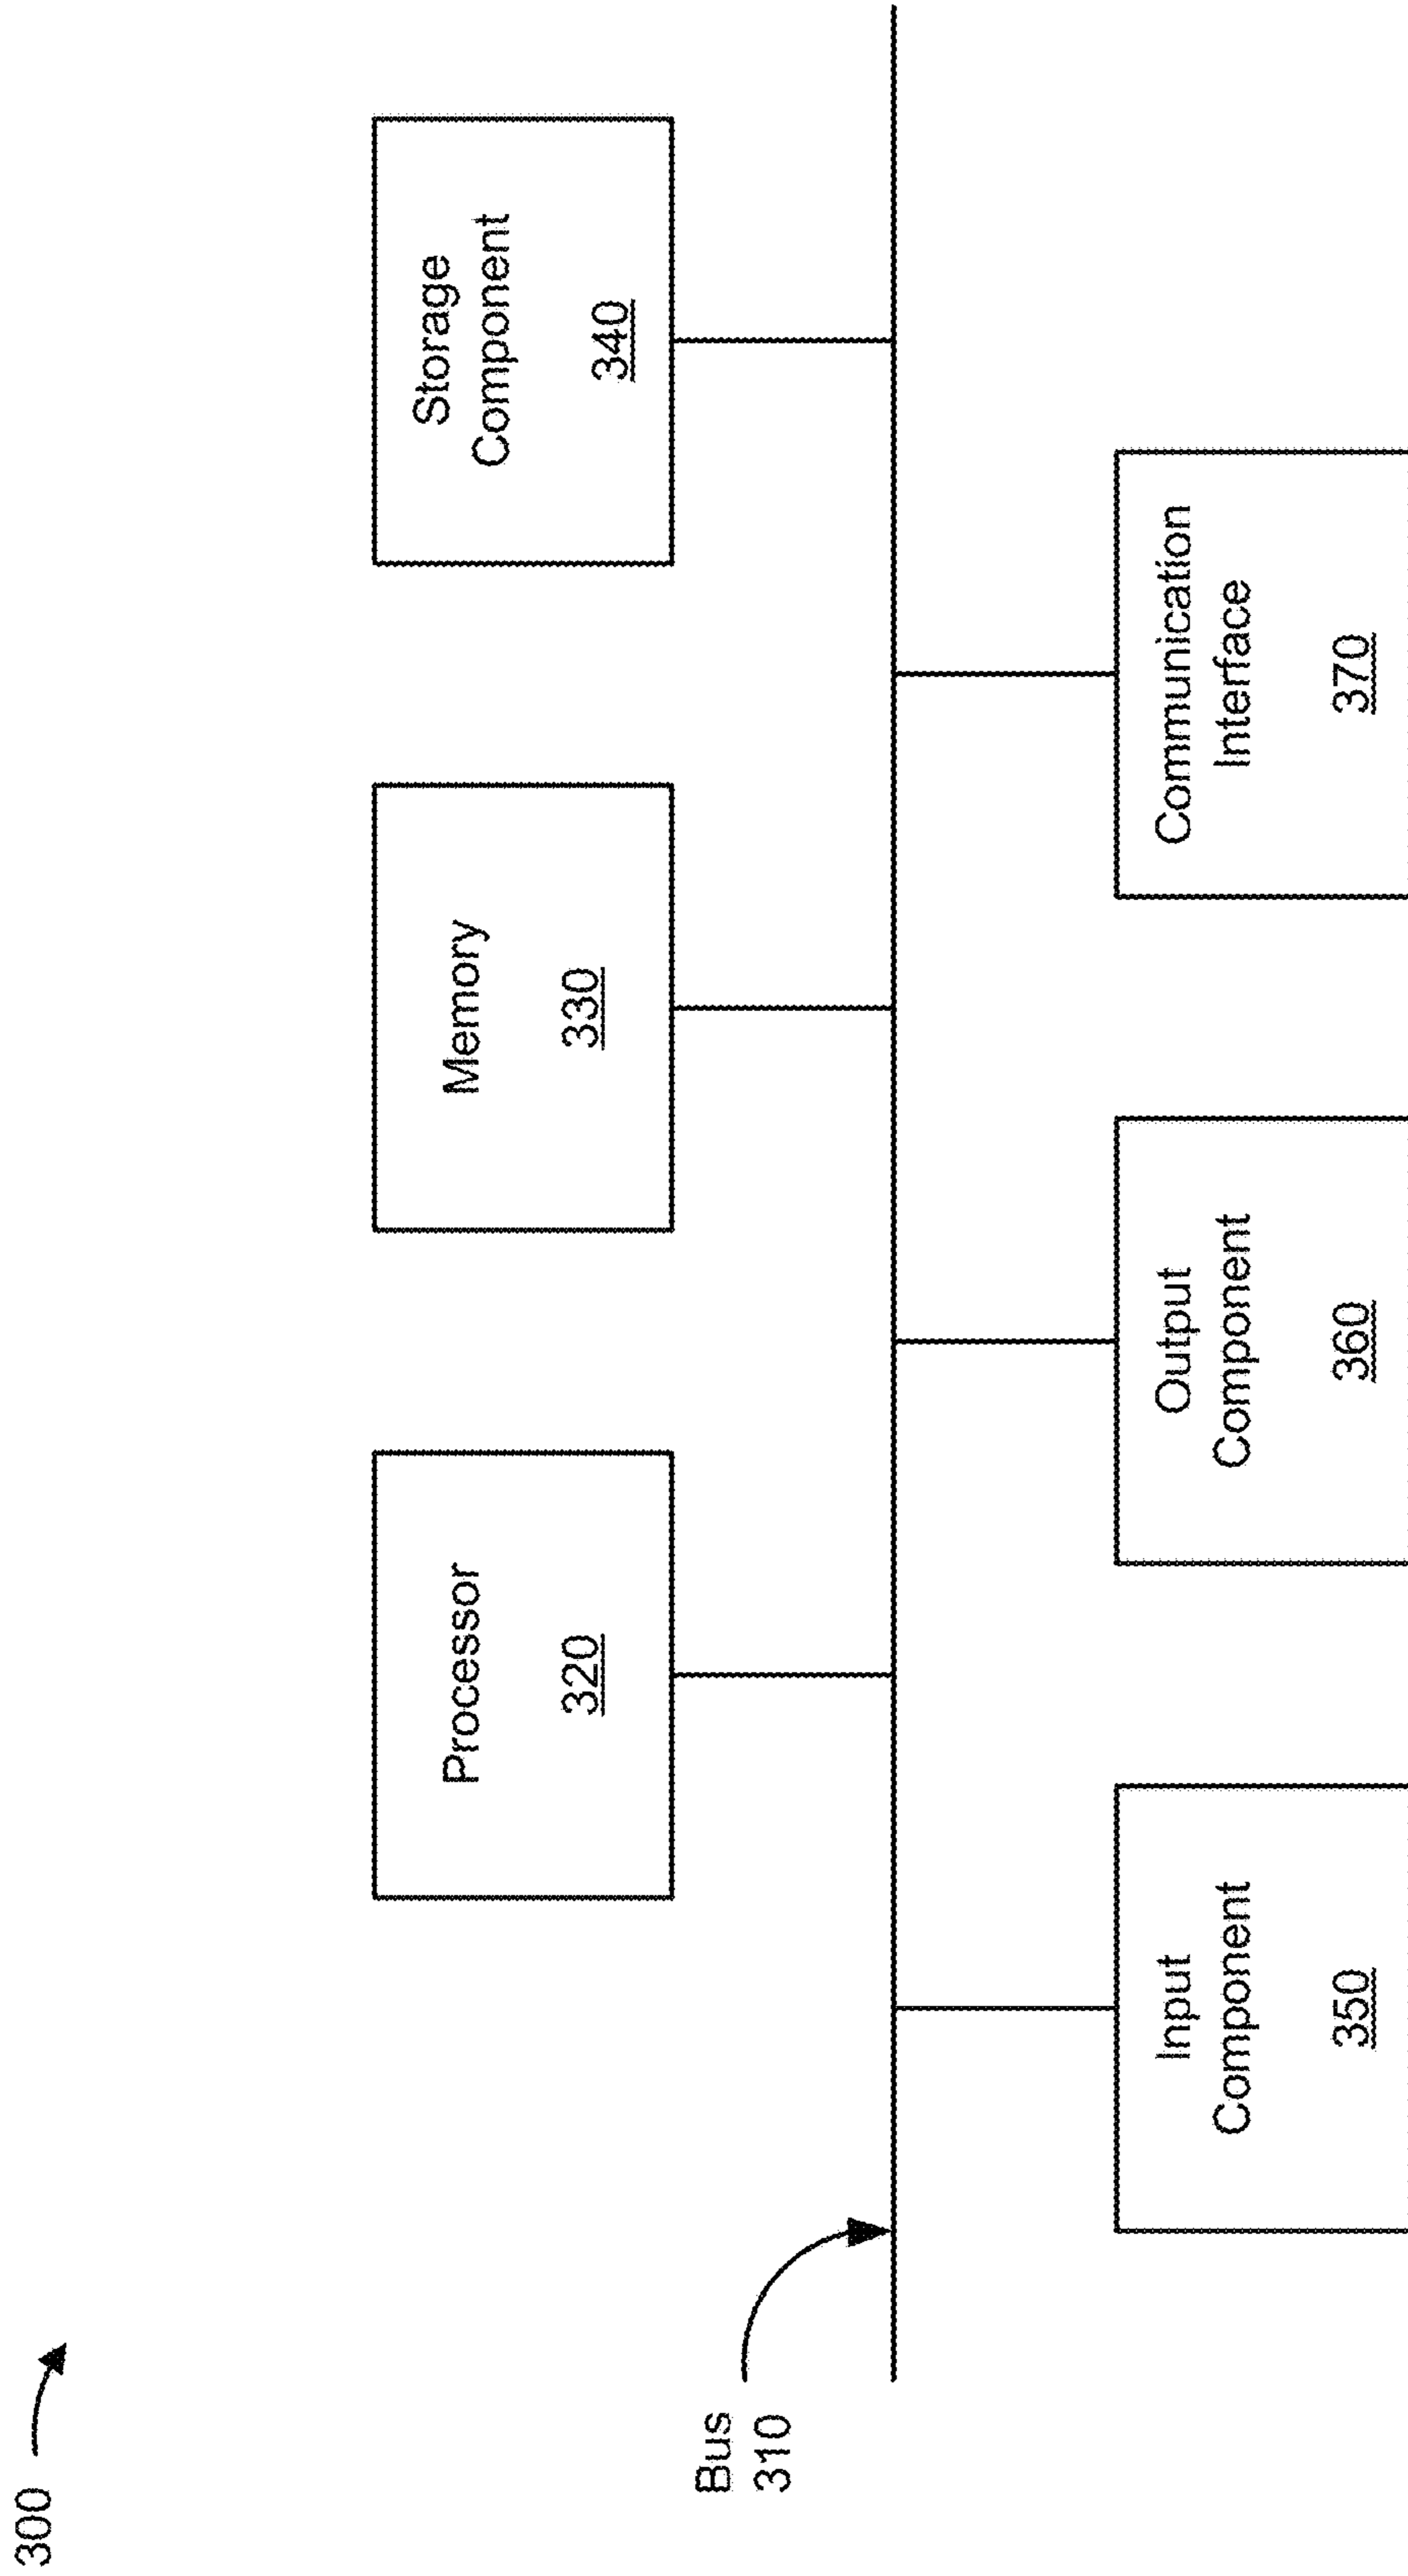 300
Processor
320
Memory
330
Storage
Component
340
Bus
310
Input
Component
350
Output
Component
360
Communication
Interface
370